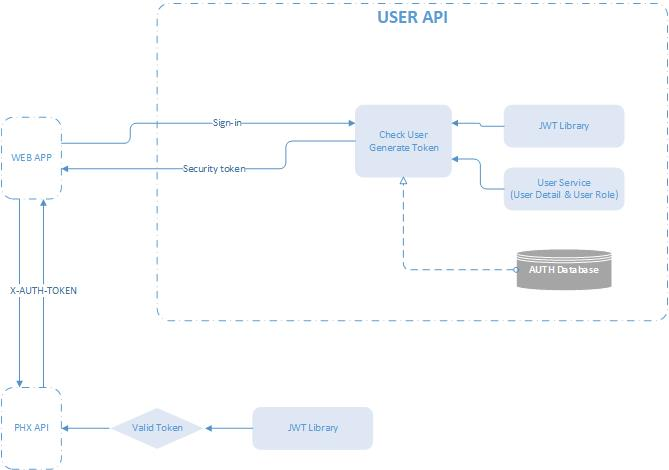 USER API
Sign-in
Check User
Generate Token
JWT Library
WEB APP
Security token
User Service
(User Detail & User Role)
AUTH Database
X-AUTH-TOKEN
PHX API
Valid Token
JWT Library